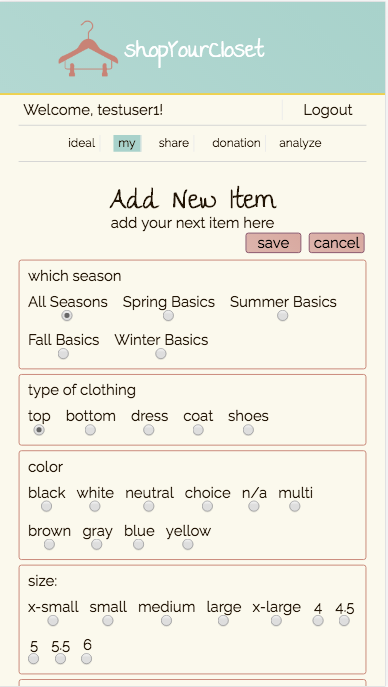 shopYourCloset
Welcome, testuser1! Logout
ideal my share donation analyze
Add New Item
add your next item here
save cancel
which season
All Seasons Spring Basics Summer Basics
Fall Basics Winter Basics
type of clothing
top bottom dress coat shoes
color
black white neutral choice n/a multi
brown gray blue yellow
size:
x-small small medium large x-large 4 4.5
5 5.5 6